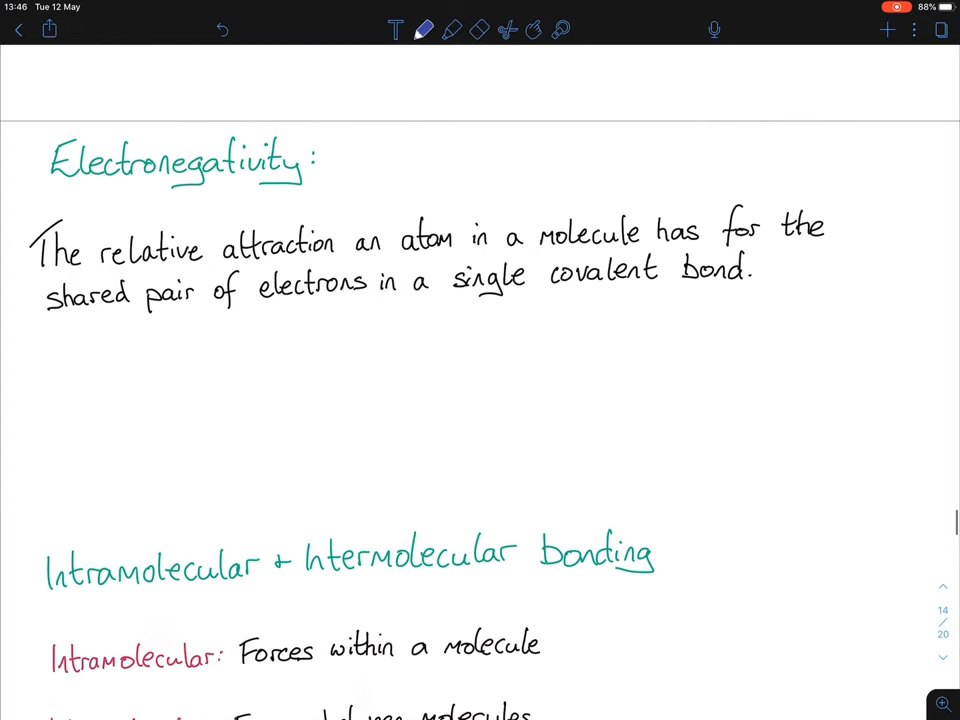 13:46 Tue 12 May
88%
Electronegativity:
The relative attraction an atom in a molecule has for the
shared pair of electrons in a single covalent bond.
Intramolecular + Intermolecular bonding
14
/
20
Intramolecular: Forces within a molecule
molecules